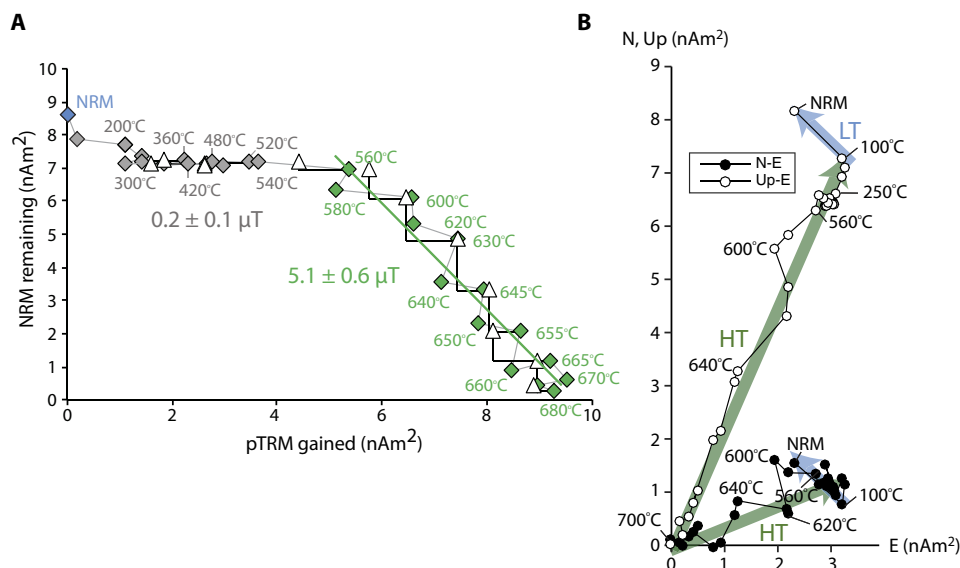 A
NRM remaining (nAm²)
10
9
8
7
6
5
4
3
2
1
0
0
2
4
6
8
10
pTRM gained (nAm²)
NRM
200°C
300°C
360°C
420°C
480°C
520°C
540°C
0.2 ± 0.1 µT
560°C
580°C
600°C
620°C
630°C
5.1 ± 0.6 µT
640°C
645°C
650°C
655°C
660°C
665°C
670°C
680°C
B
N, Up (nAm²)
9
8
7
6
5
4
3
2
1
0
0
1
2
3
E (nAm²)
N-E
Up-E
NRM
LT
100°C
250°C
560°C
600°C
HT
640°C
NRM
600°C
560°C
640°C
100°C
620°C
HT
700°C